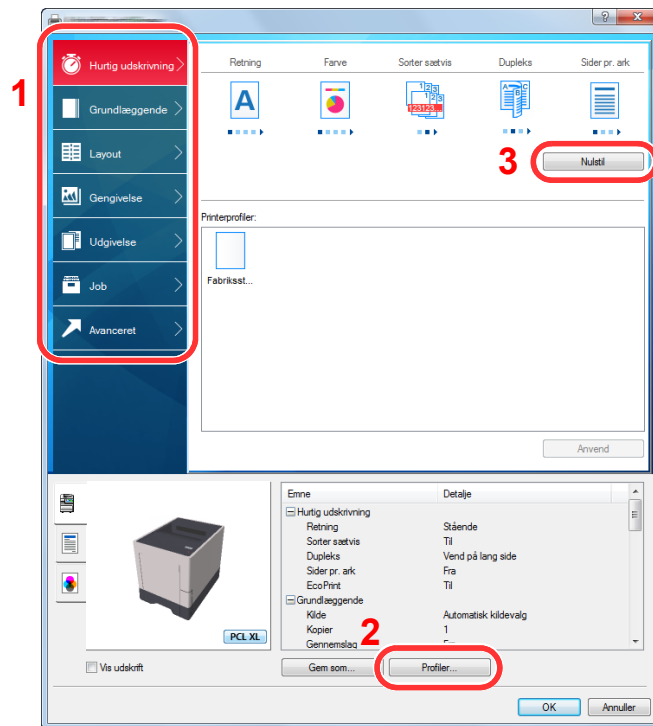 1
Hurtig udskrivning
Grundlæggende
Layout
Gengivelse
Udgivelse
Job
Avanceret
Retning Farve Sorter sætvis Dupleks Sider pr. ark
A 123 123123 A B C
3
Nulstil
Printerprofiler:
Fabriksst...
Anvend
Emne Detalje
Hurtig udskrivning
Retning Stående
Sorter sætvis Til
Dupleks Vend på lang side
Sider pr. ark Fra
EcoPrint Til
Grundlæggende
Kilde Automatisk kildevalg
Kopier 1
Gennemslag
PCL XL
2
Vis udskrift
Gem som...
Profiler...
OK Annuller